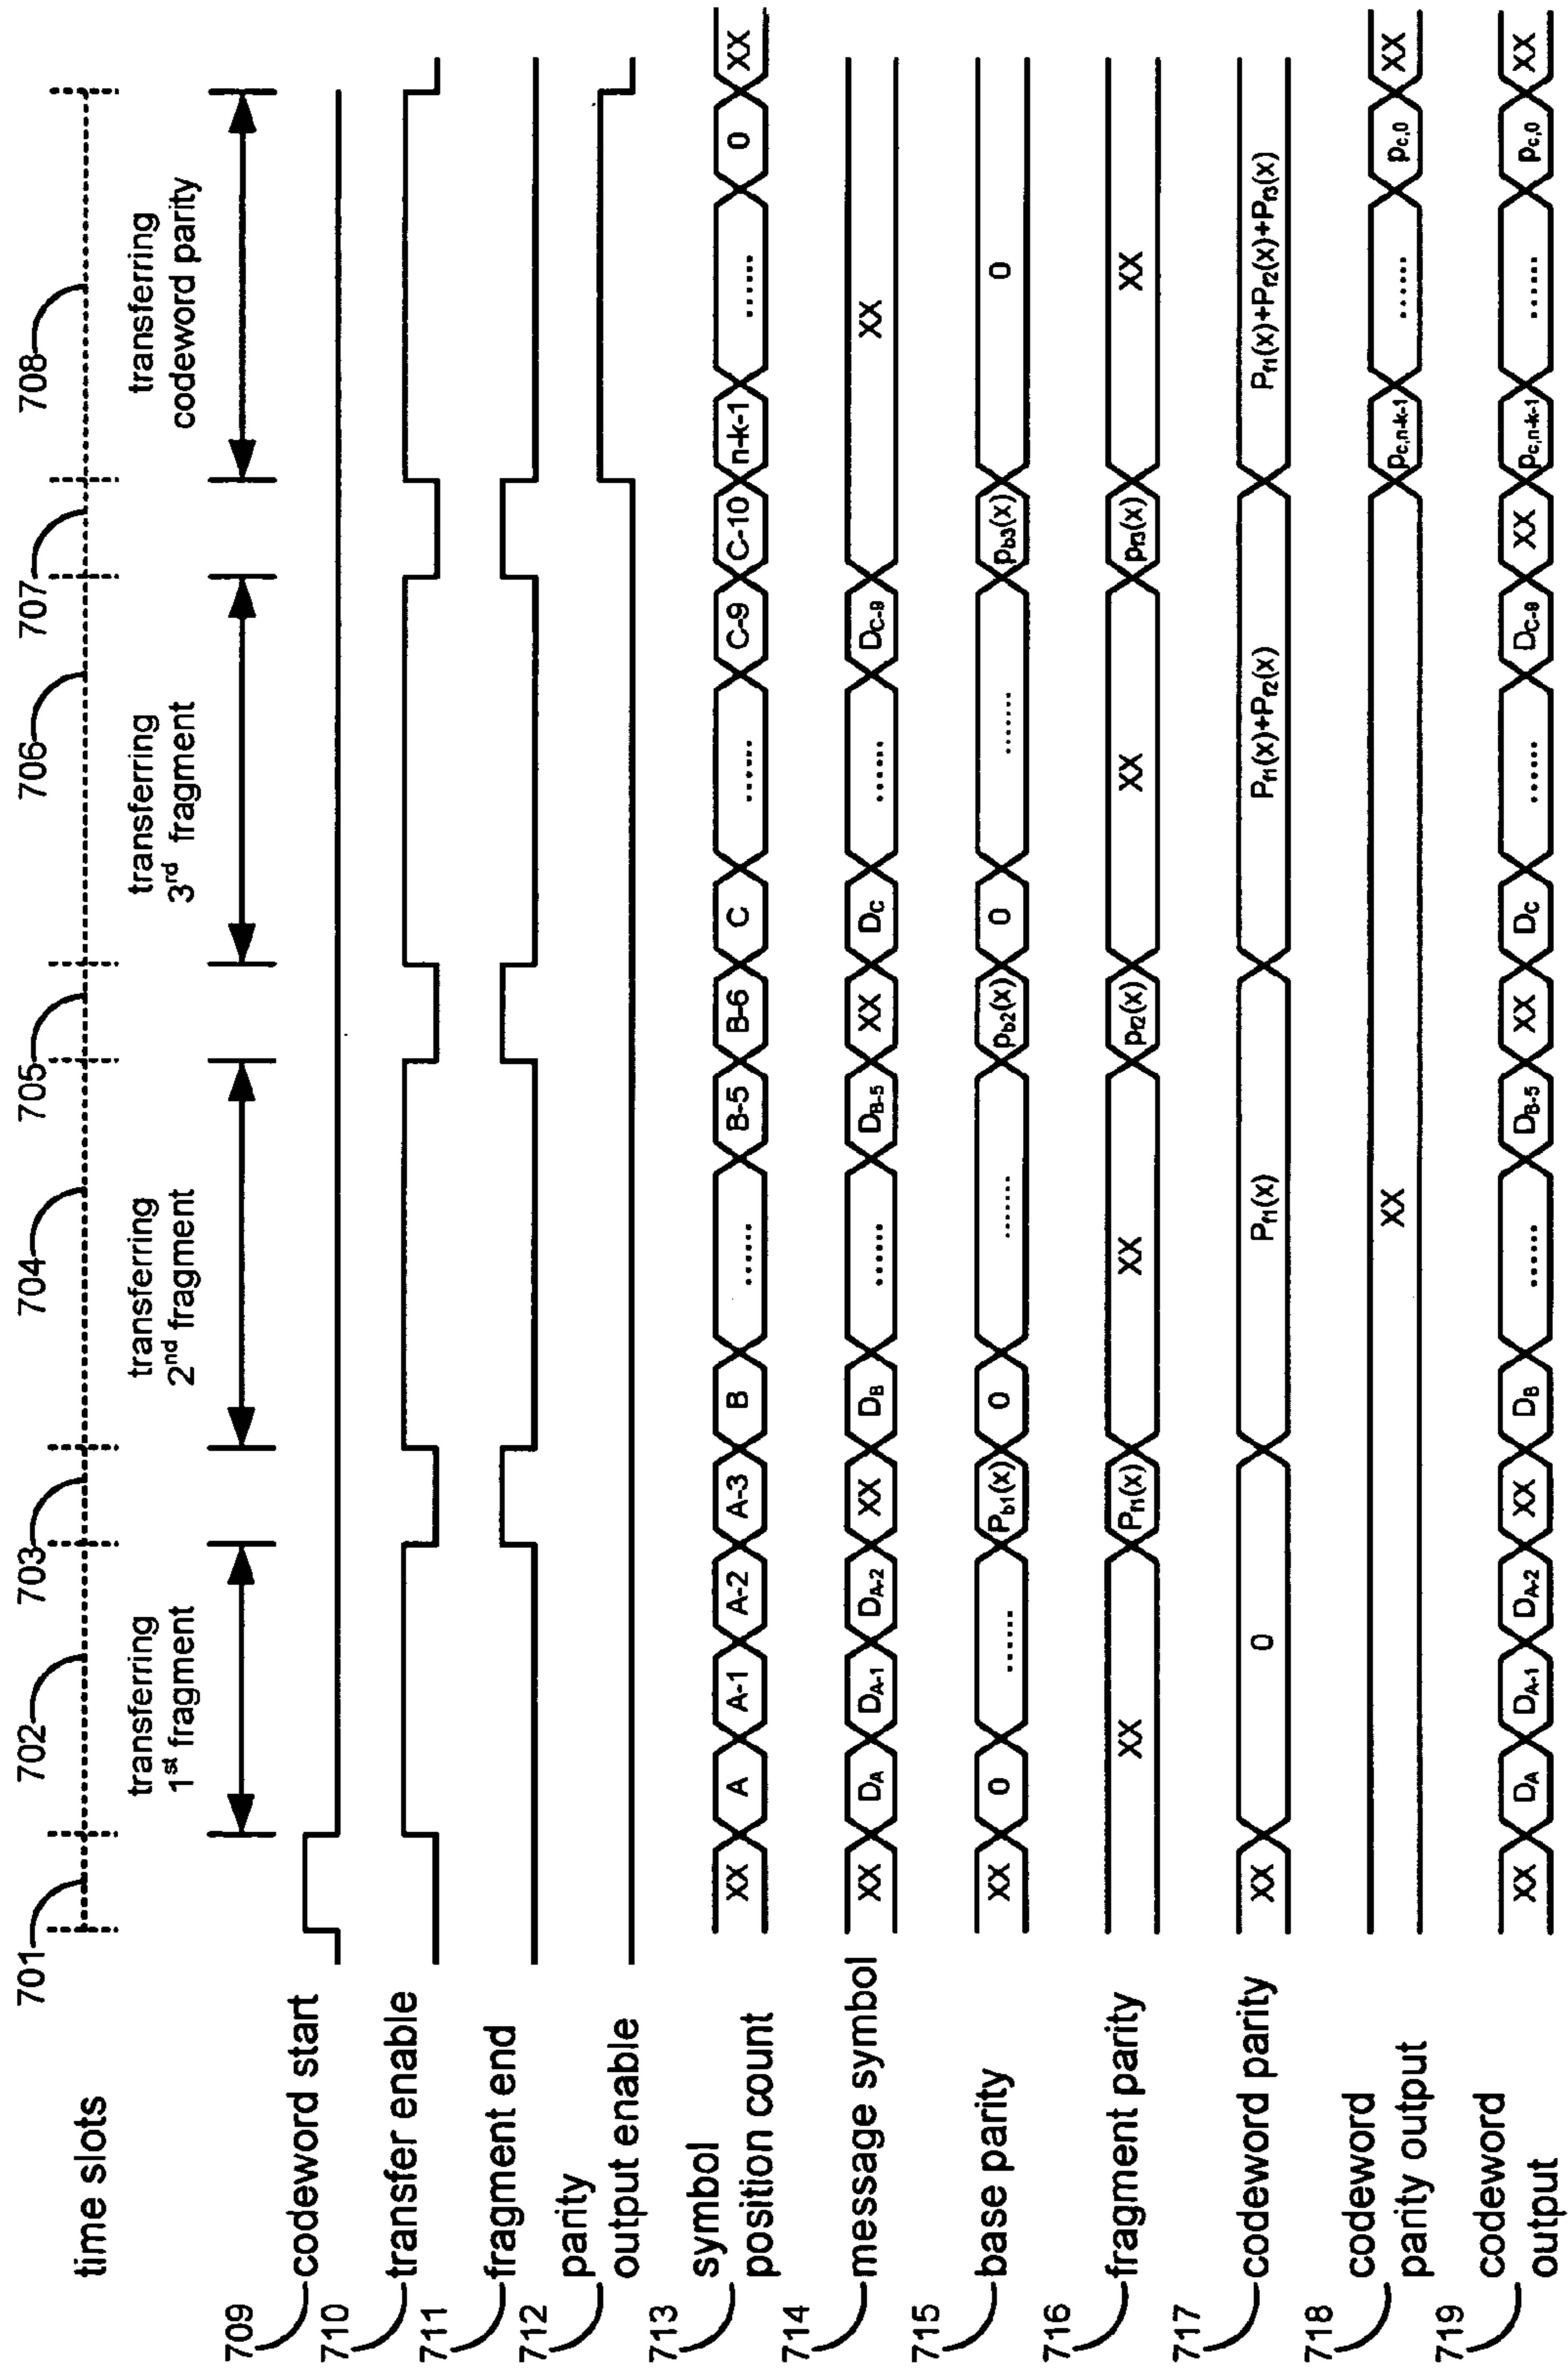 701 702 703 704 705 706 707 708
time slots
transferring
1st fragment
transferring
2nd fragment
transferring
3rd fragment
transferring
codeword parity
709 codeword start
710 transfer enable
711 fragment end
712 parity
output enable
713 symbol
position count
XX A A-1 A-2 A-3 B ...... B-5 B-6 C ...... C-9 C-10 n-k-1 ...... 0 XX
714 message symbol
XX DA DA-1 DA-2 XX DB ...... DB-5 XX DC ...... DC-9 XX
715 base parity
XX 0 ...... Pb1(x) 0 ....... pb2(x) 0 ....... pb3(x) 0
716 fragment parity
XX Pf1(x) XX pf2(x) XX pf3(x) XX
717 codeword parity
XX 0 Pf1(x) Pf1(x)+Pf2(x) Pf1(x)+Pf2(x)+Pf3(x)
718 codeword
parity output
XX pc,n-k-1 ...... pc,0 XX
719 codeword
output
XX DA DA-1 DA-2 XX DB ...... DB-5 XX DC ...... DC-9 XX pc,n-k-1 ...... pc,0 XX